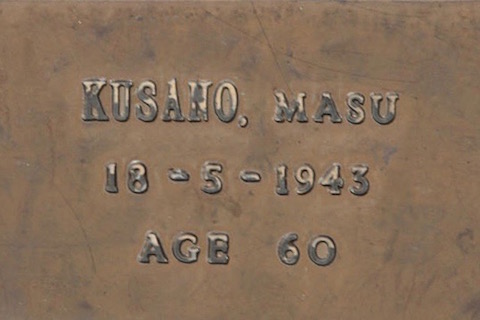 KUSANO, MASU
18-5-1943
AGE 60